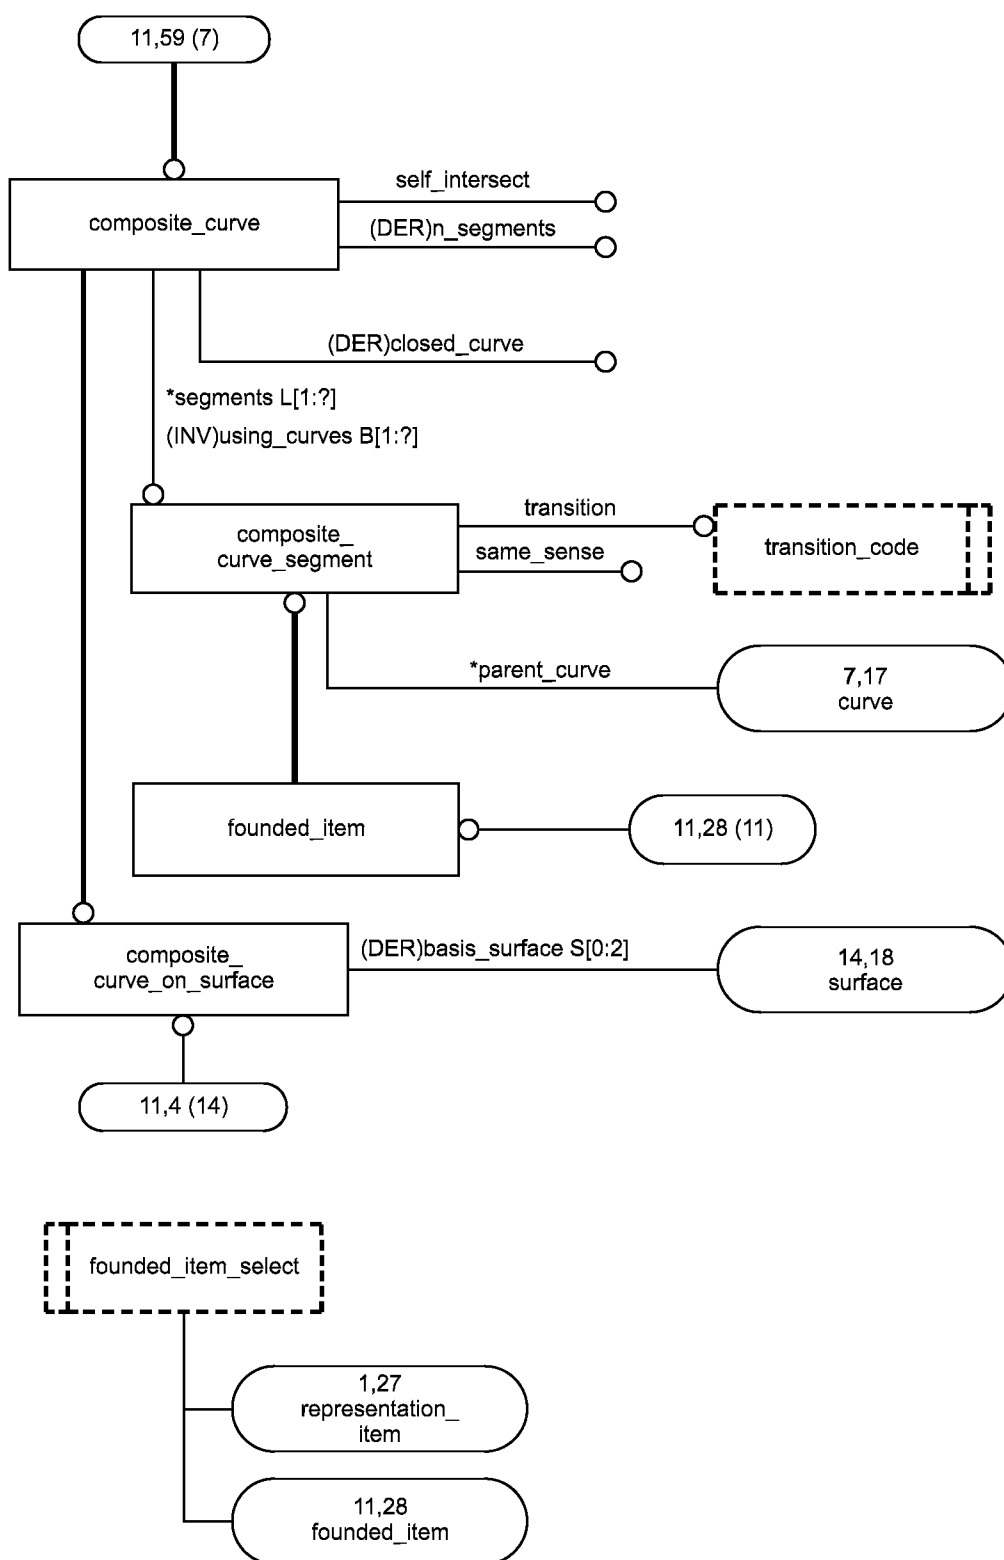 11,59 (7)
self_intersect
composite_curve
(DER)n_segments
(DER)closed_curve
*segments L[1:?]
(INV)using_curves B[1:?]
composite_
curve_segment
transition
same_sense
transition_code
*parent_curve
7,17
curve
founded_item
11,28 (11)
composite_
curve_on_surface
(DER)basis_surface S[0:2]
14,18
surface
11,4 (14)
founded_item_select
1,27
representation_
item
11,28
founded_item